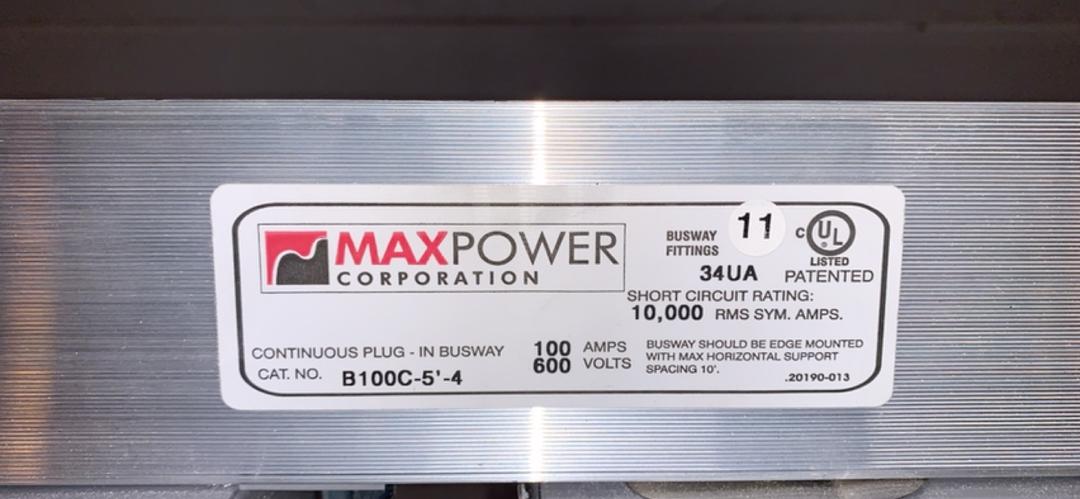 MAXPOWER
CORPORATION
BUSWAY
FITTINGS
11
34UA
C UL
LISTED
PATENTED
SHORT CIRCUIT RATING:
10,000 RMS SYM. AMPS.
CONTINUOUS PLUG - IN BUSWAY
CAT. NO. B100C-5'-4
100 AMPS
600 VOLTS
BUSWAY SHOULD BE EDGE MOUNTED
WITH MAX HORIZONTAL SUPPORT
SPACING 10'.
.20190-013